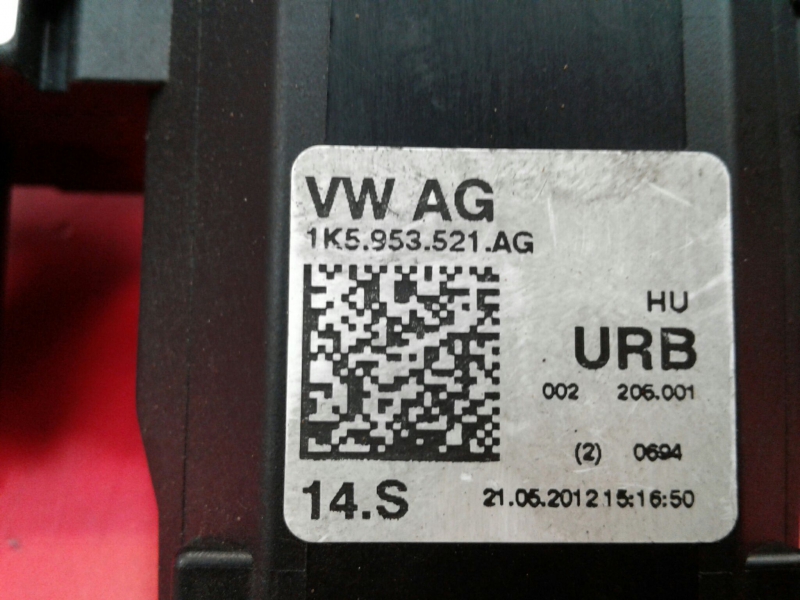 VW AG
1K5.953.521.AG
HU
URB
002 206.001
(2) 0694
14.S 21.05.2012 15:16:50